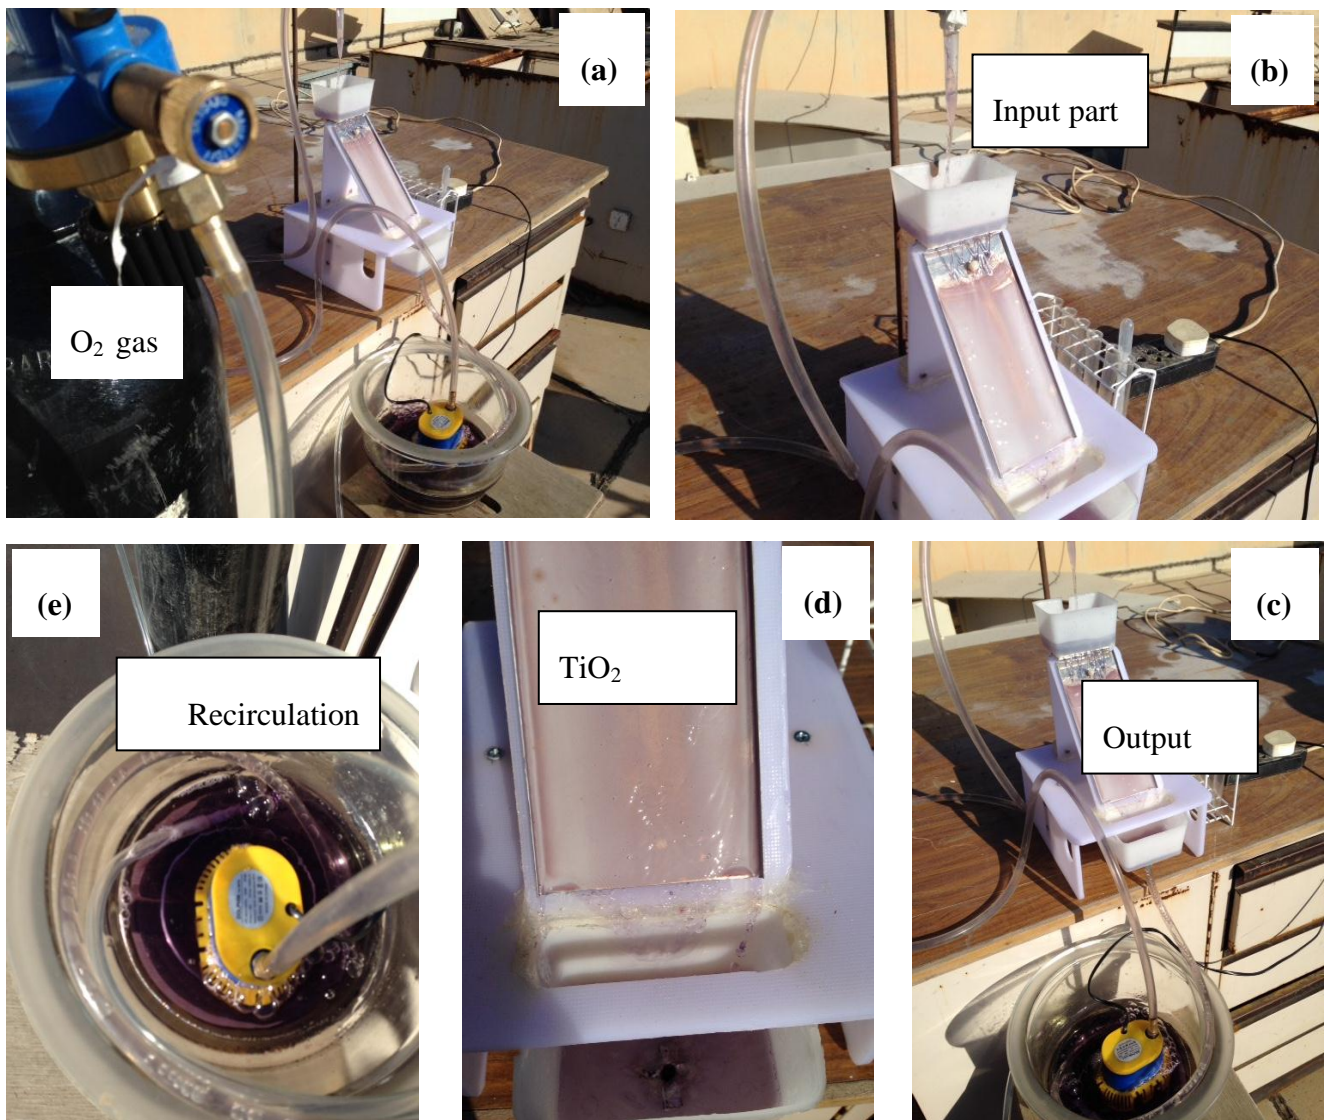 (a)
O₂ gas
(b)
Input part
(e)
Recirculation
(d)
TiO₂
(c)
Output